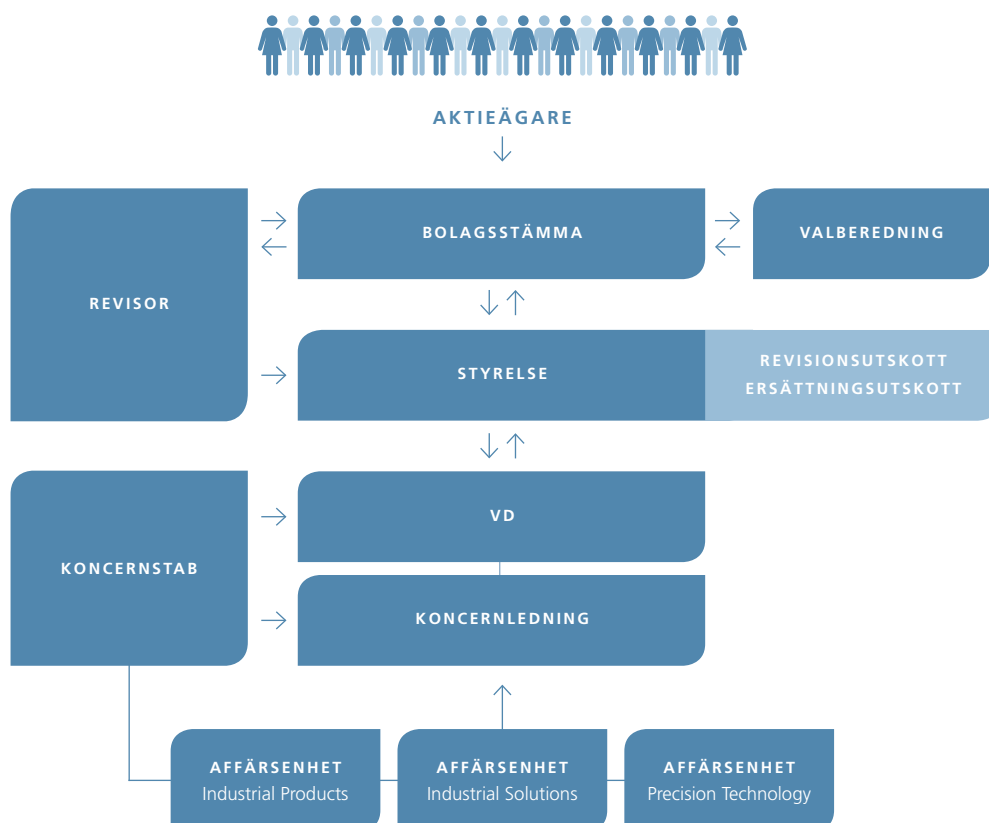 AKTIEÄGARE
BOLAGSSTÄMMA
VALBEREDNING
REVISOR
STYRELSE
REVISIONSUTSKOTT
ERSÄTTNINGSUTSKOTT
VD
KONCERNSTAB
KONCERNLEDNING
AFFÄRSENHET
Industrial Products
AFFÄRSENHET
Industrial Solutions
AFFÄRSENHET
Precision Technology